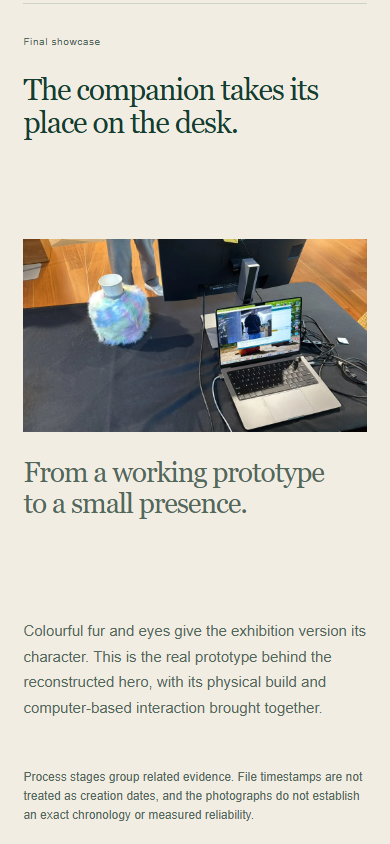 Final showcase
The companion takes its
place on the desk.
From a working prototype
to a small presence.
Colourful fur and eyes give the exhibition version its
character. This is the real prototype behind the
reconstructed hero, with its physical build and
computer-based interaction brought together.
Process stages group related evidence. File timestamps are not
treated as creation dates, and the photographs do not establish
an exact chronology or measured reliability.